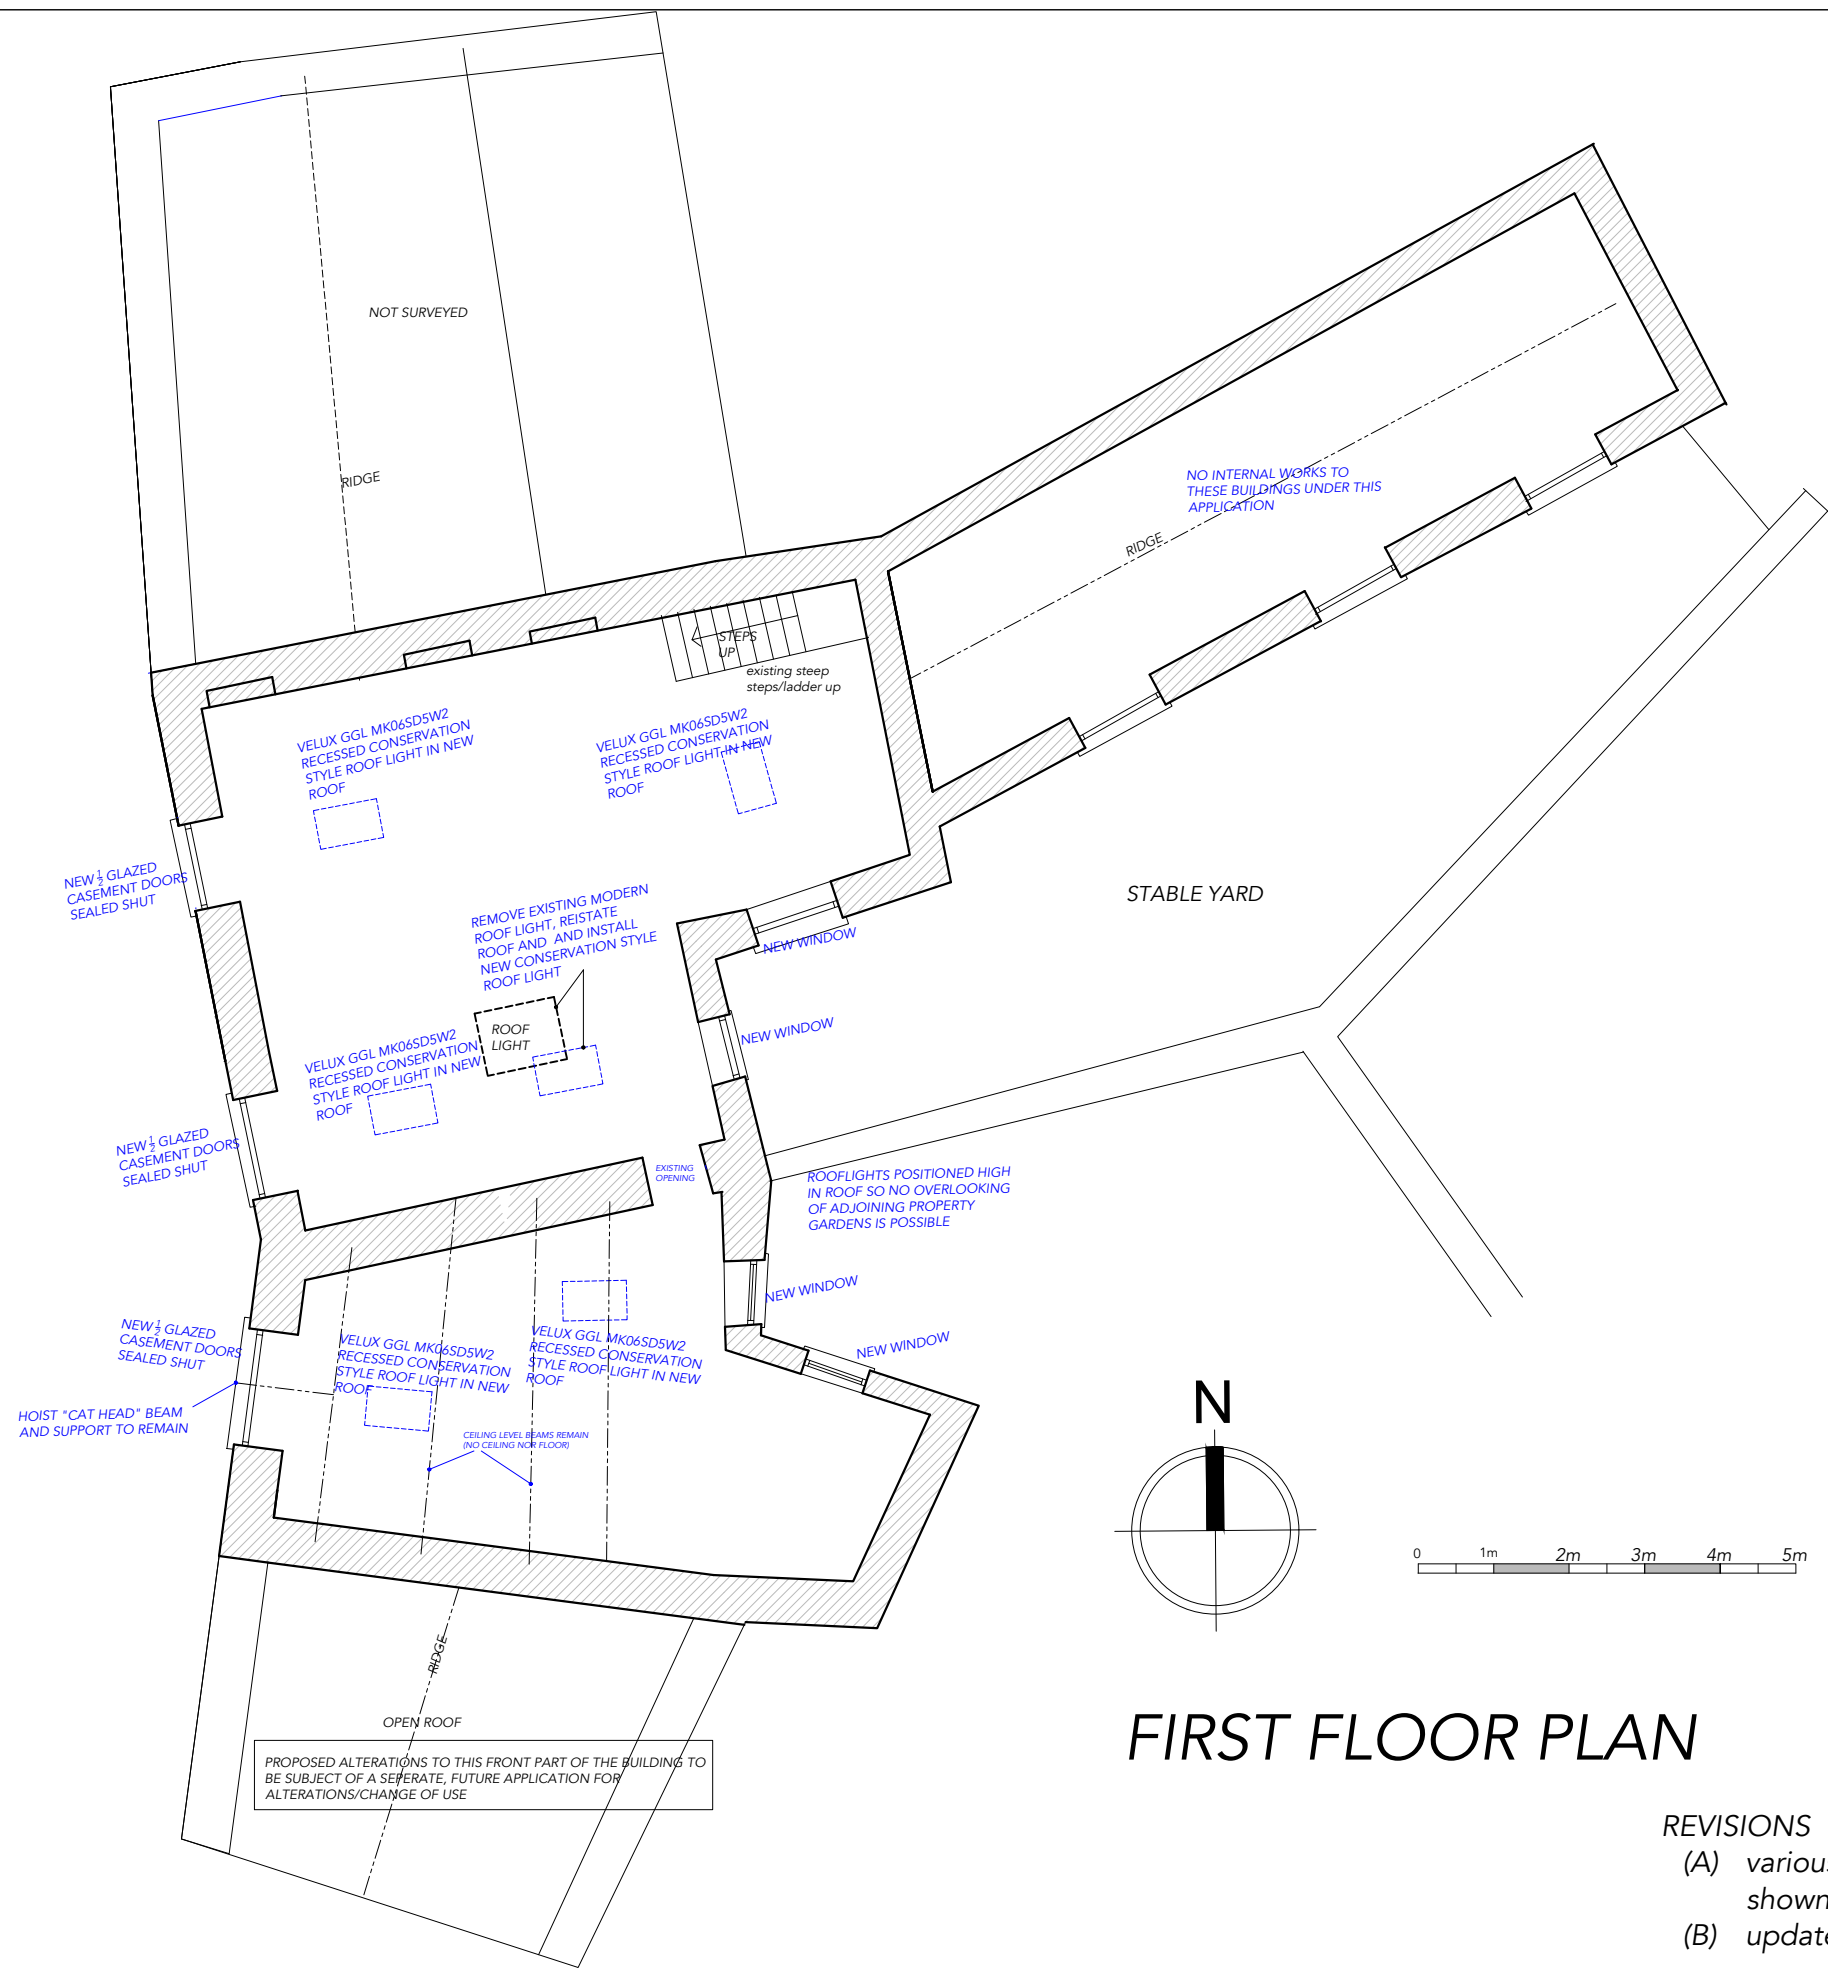 NOT SURVEYED
RIDGE
NO INTERNAL WORKS TO
THESE BUILDINGS UNDER THIS
APPLICATION
RIDGE
STEPS
UP
existing steep
steps/ladder up
VELUX GGL MK06SD5W2
RECESSED CONSERVATION
STYLE ROOF LIGHT IN NEW
ROOF
VELUX GGL MK06SD5W2
RECESSED CONSERVATION
STYLE ROOF LIGHT IN NEW
ROOF
NEW ½ GLAZED
CASEMENT DOORS
SEALED SHUT
REMOVE EXISTING MODERN
ROOF LIGHT, REISTATE
ROOF AND AND INSTALL
NEW CONSERVATION STYLE
ROOF LIGHT
STABLE YARD
NEW WINDOW
NEW WINDOW
ROOF
LIGHT
VELUX GGL MK06SD5W2
RECESSED CONSERVATION
STYLE ROOF LIGHT IN NEW
ROOF
NEW ½ GLAZED
CASEMENT DOORS
SEALED SHUT
EXISTING
OPENING
ROOFLIGHTS POSITIONED HIGH
IN ROOF SO NO OVERLOOKING
OF ADJOINING PROPERTY
GARDENS IS POSSIBLE
NEW WINDOW
NEW ½ GLAZED
CASEMENT DOORS
SEALED SHUT
VELUX GGL MK06SD5W2
RECESSED CONSERVATION
STYLE ROOF LIGHT IN NEW
ROOF
VELUX GGL MK06SD5W2
RECESSED CONSERVATION
STYLE ROOF LIGHT IN NEW
ROOF
NEW WINDOW
HOIST "CAT HEAD" BEAM
AND SUPPORT TO REMAIN
CEILING LEVEL BEAMS REMAIN
(NO CEILING NOR FLOOR)
N
0 1m 2m 3m 4m 5m
RIDGE
OPEN ROOF
PROPOSED ALTERATIONS TO THIS FRONT PART OF THE BUILDING TO
BE SUBJECT OF A SEPERATE, FUTURE APPLICATION FOR
ALTERATIONS/CHANGE OF USE
FIRST FLOOR PLAN
REVISIONS
(A) various
shown
(B) update